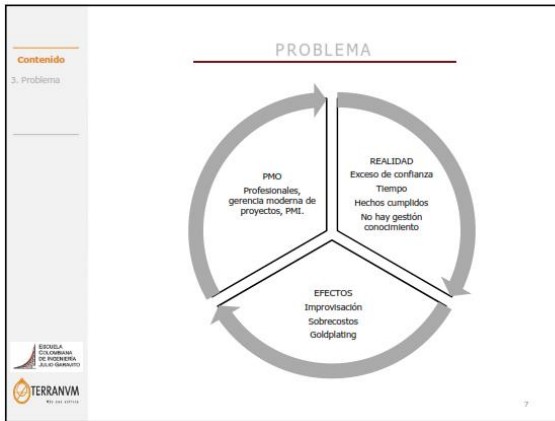 PROBLEMA
Contenido
3. Problema
PMO
Profesionales,
gerencia moderna de
proyectos, PMI.
REALIDAD
Exceso de confianza
Tiempo
Hechos cumplidos
No hay gestión
conocimiento
EFECTOS
Improvisación
Sobrecostos
Goldplating
ESCUELA
COLOMBIANA
DE INGENIERÍA
JULIO GARAVITO
TERRANVM
7